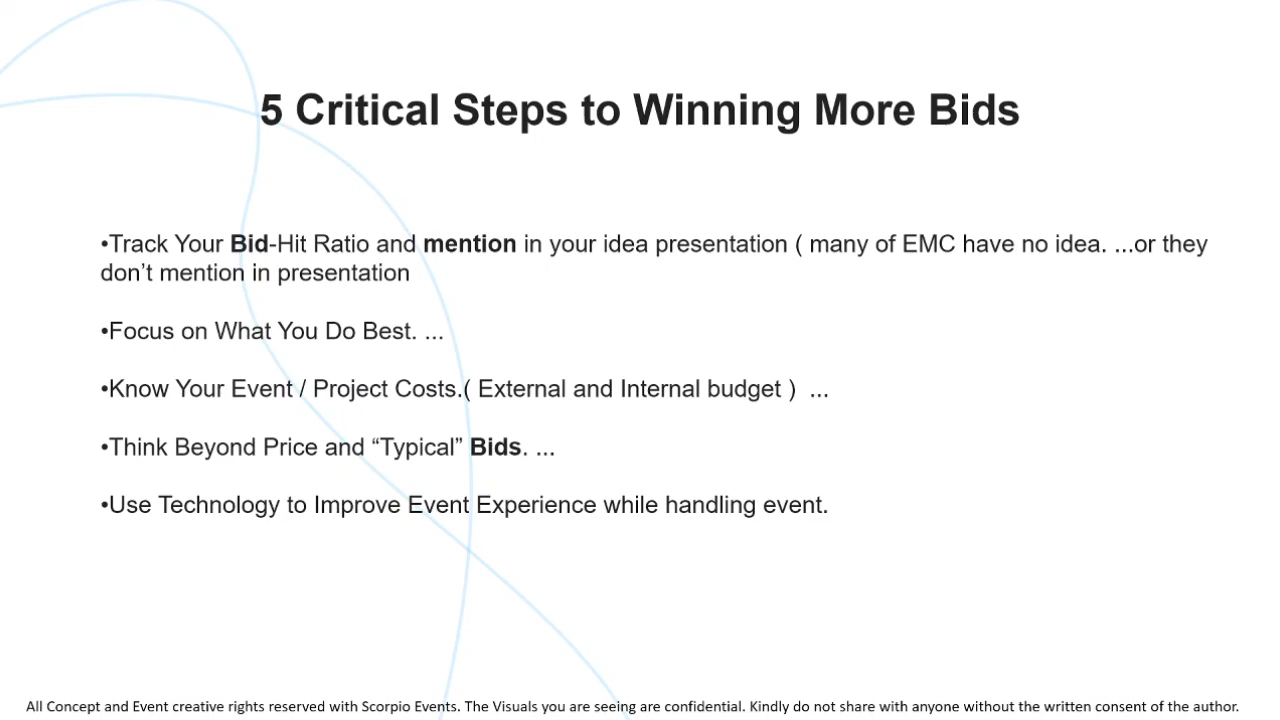 5 Critical Steps to Winning More Bids
•Track Your Bid-Hit Ratio and mention in your idea presentation ( many of EMC have no idea. ...or they
don’t mention in presentation
•Focus on What You Do Best. ...
•Know Your Event / Project Costs.( External and Internal budget )  ...
•Think Beyond Price and “Typical” Bids. ...
•Use Technology to Improve Event Experience while handling event.
All Concept and Event creative rights reserved with Scorpio Events. The Visuals you are seeing are confidential. Kindly do not share with anyone without the written consent of the author.